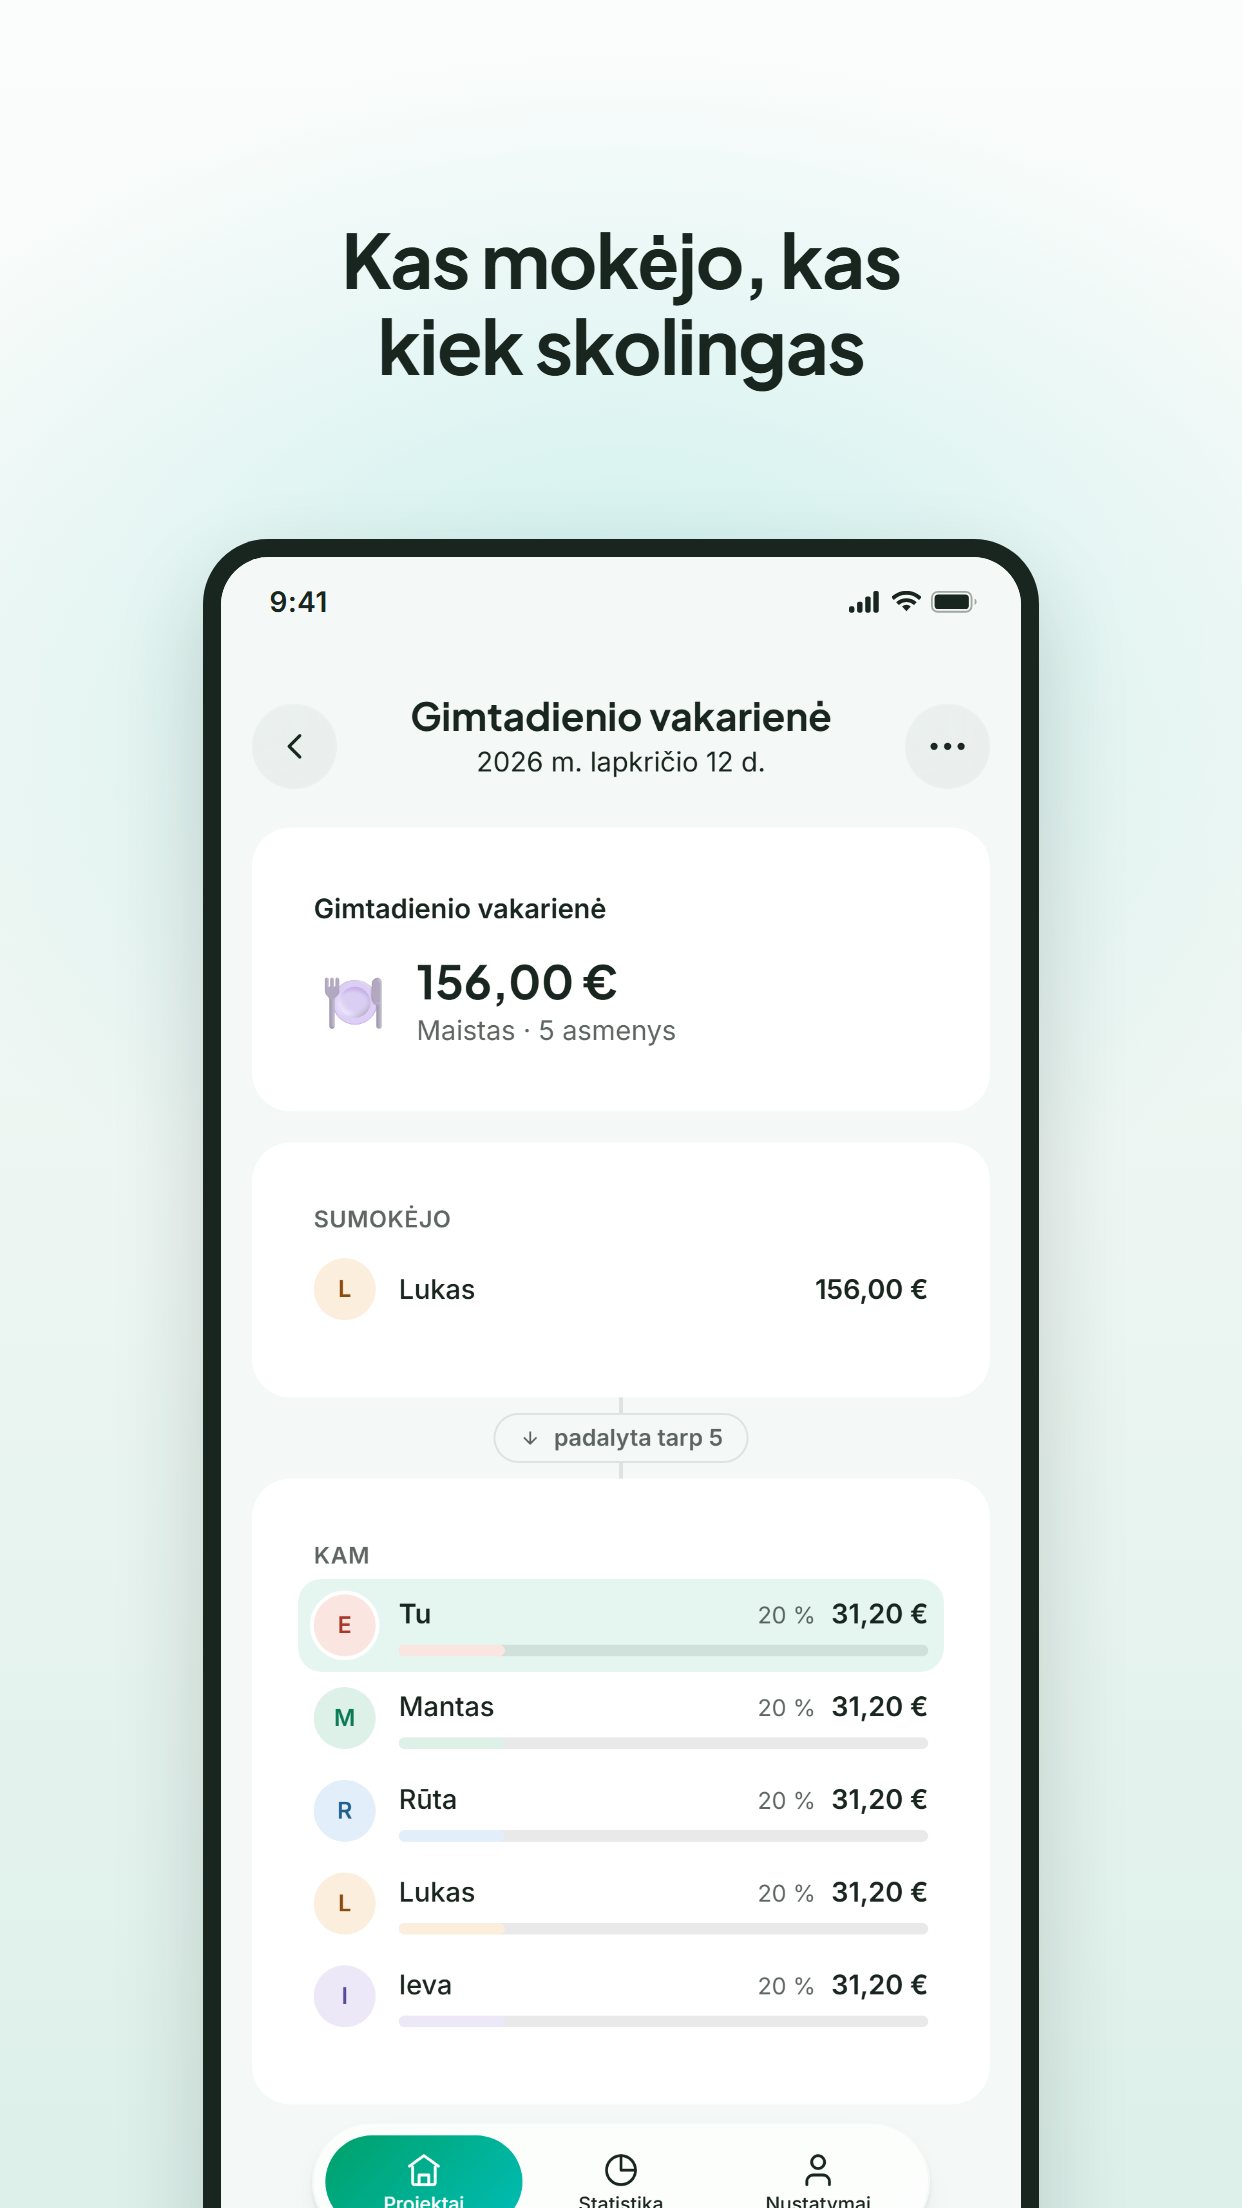 Kas mokėjo, kas
kiek skolingas
9:41
Gimtadienio vakarienė
2026 m. lapkričio 12 d.
Gimtadienio vakarienė
156,00 €
Maistas · 5 asmenys
SUMOKĖJO
L Lukas 156,00 €
↓ padalyta tarp 5
KAM
E Tu 20 % 31,20 €
M Mantas 20 % 31,20 €
R Rūta 20 % 31,20 €
L Lukas 20 % 31,20 €
I Ieva 20 % 31,20 €
Projektai Statistika Nustatymai